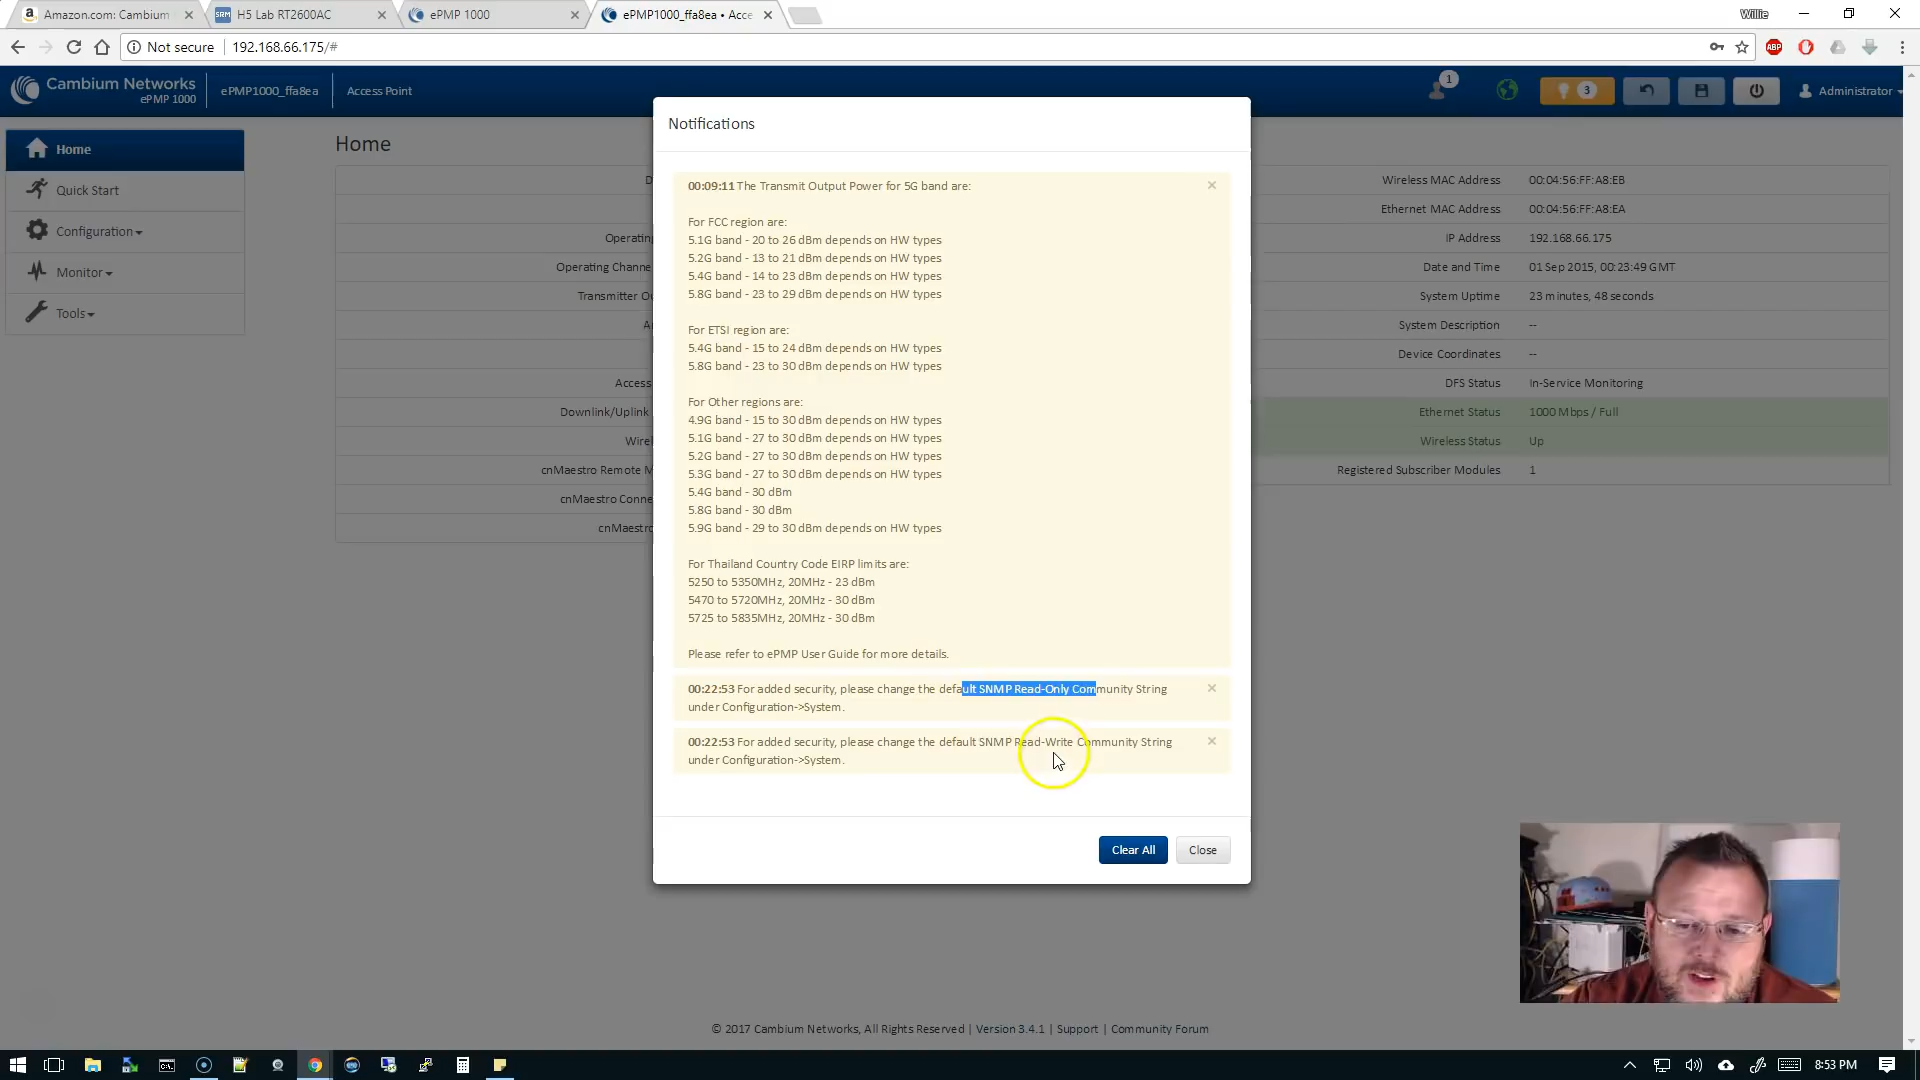 Amazon.com: Cambium
H5 Lab RT2600AC
ePMP 1000
ePMP1000_ffa8ea • Acce
Willie
Not secure
192.168.66.175/#
ABP
Cambium Networks
ePMP 1000
ePMP1000_ffa8ea
Access Point
1
3
Administrator
Home
Quick Start
Configuration
Monitor
Tools
Home
D
Operating
Operating Channe
Transmitter Ou
A
Access
Downlink/Uplink
Wirel
cnMaestro Remote M
cnMaestro Conne
cnMaestro
Notifications
00:09:11 The Transmit Output Power for 5G band are:
For FCC region are:
5.1G band - 20 to 26 dBm depends on HW types
5.2G band - 13 to 21 dBm depends on HW types
5.4G band - 14 to 23 dBm depends on HW types
5.8G band - 23 to 29 dBm depends on HW types
For ETSI region are:
5.4G band - 15 to 24 dBm depends on HW types
5.8G band - 23 to 30 dBm depends on HW types
For Other regions are:
4.9G band - 15 to 30 dBm depends on HW types
5.1G band - 27 to 30 dBm depends on HW types
5.2G band - 27 to 30 dBm depends on HW types
5.3G band - 27 to 30 dBm depends on HW types
5.4G band - 30 dBm
5.8G band - 30 dBm
5.9G band - 29 to 30 dBm depends on HW types
For Thailand Country Code EIRP limits are:
5250 to 5350MHz, 20MHz - 23 dBm
5470 to 5720MHz, 20MHz - 30 dBm
5725 to 5835MHz, 20MHz - 30 dBm
Please refer to ePMP User Guide for more details.
00:22:53 For added security, please change the default SNMP Read-Only Community String
under Configuration->System.
00:22:53 For added security, please change the default SNMP Read-Write Community String
under Configuration->System.
Clear All
Close
Wireless MAC Address 00:04:56:FF:A8:EB
Ethernet MAC Address 00:04:56:FF:A8:EA
IP Address 192.168.66.175
Date and Time 01 Sep 2015, 00:23:49 GMT
System Uptime 23 minutes, 48 seconds
System Description --
Device Coordinates --
DFS Status In-Service Monitoring
Ethernet Status 1000 Mbps / Full
Wireless Status Up
Registered Subscriber Modules 1
© 2017 Cambium Networks, All Rights Reserved | Version 3.4.1 | Support | Community Forum
8:53 PM